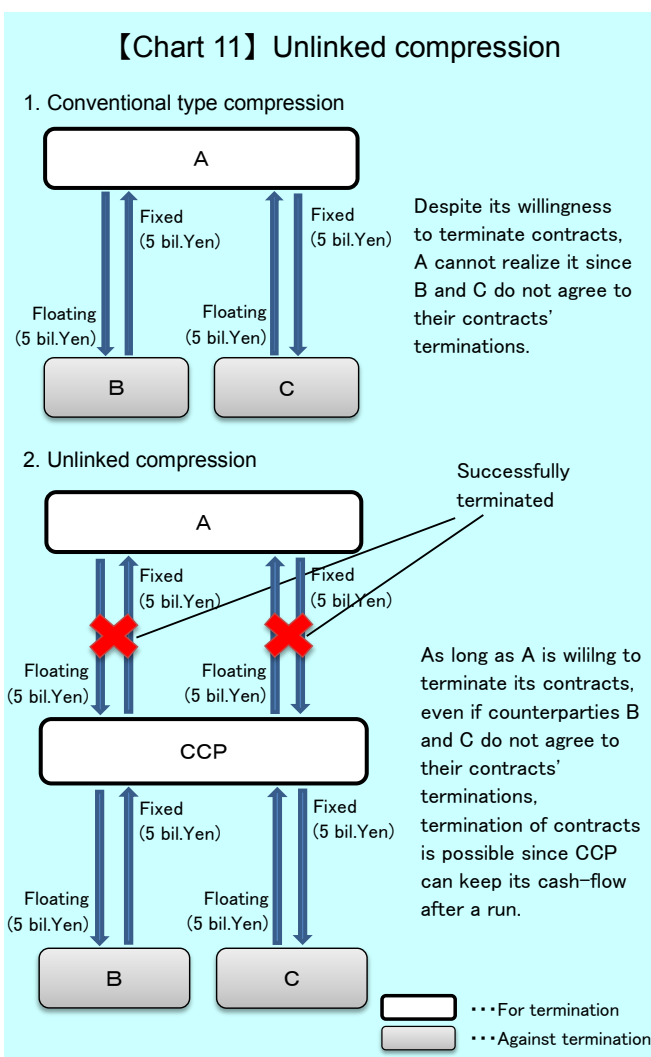 【Chart 11】 Unlinked compression
1. Conventional type compression
A
Fixed
(5 bil.Yen)
Fixed
(5 bil.Yen)
Floating
(5 bil.Yen)
Floating
(5 bil.Yen)
B
C
Despite its willingness
to terminate contracts,
A cannot realize it since
B and C do not agree to
their contracts’
terminations.
2. Unlinked compression
Successfully
terminated
A
Fixed
(5 bil.Yen)
Fixed
(5 bil.Yen)
Floating
(5 bil.Yen)
Floating
(5 bil.Yen)
CCP
Fixed
(5 bil.Yen)
Fixed
(5 bil.Yen)
Floating
(5 bil.Yen)
Floating
(5 bil.Yen)
B
C
As long as A is wililng to
terminate its contracts,
even if counterparties B
and C do not agree to
their contracts’
terminations,
termination of contracts
is possible since CCP
can keep its cash-flow
after a run.
･･･For termination
･･･Against termination